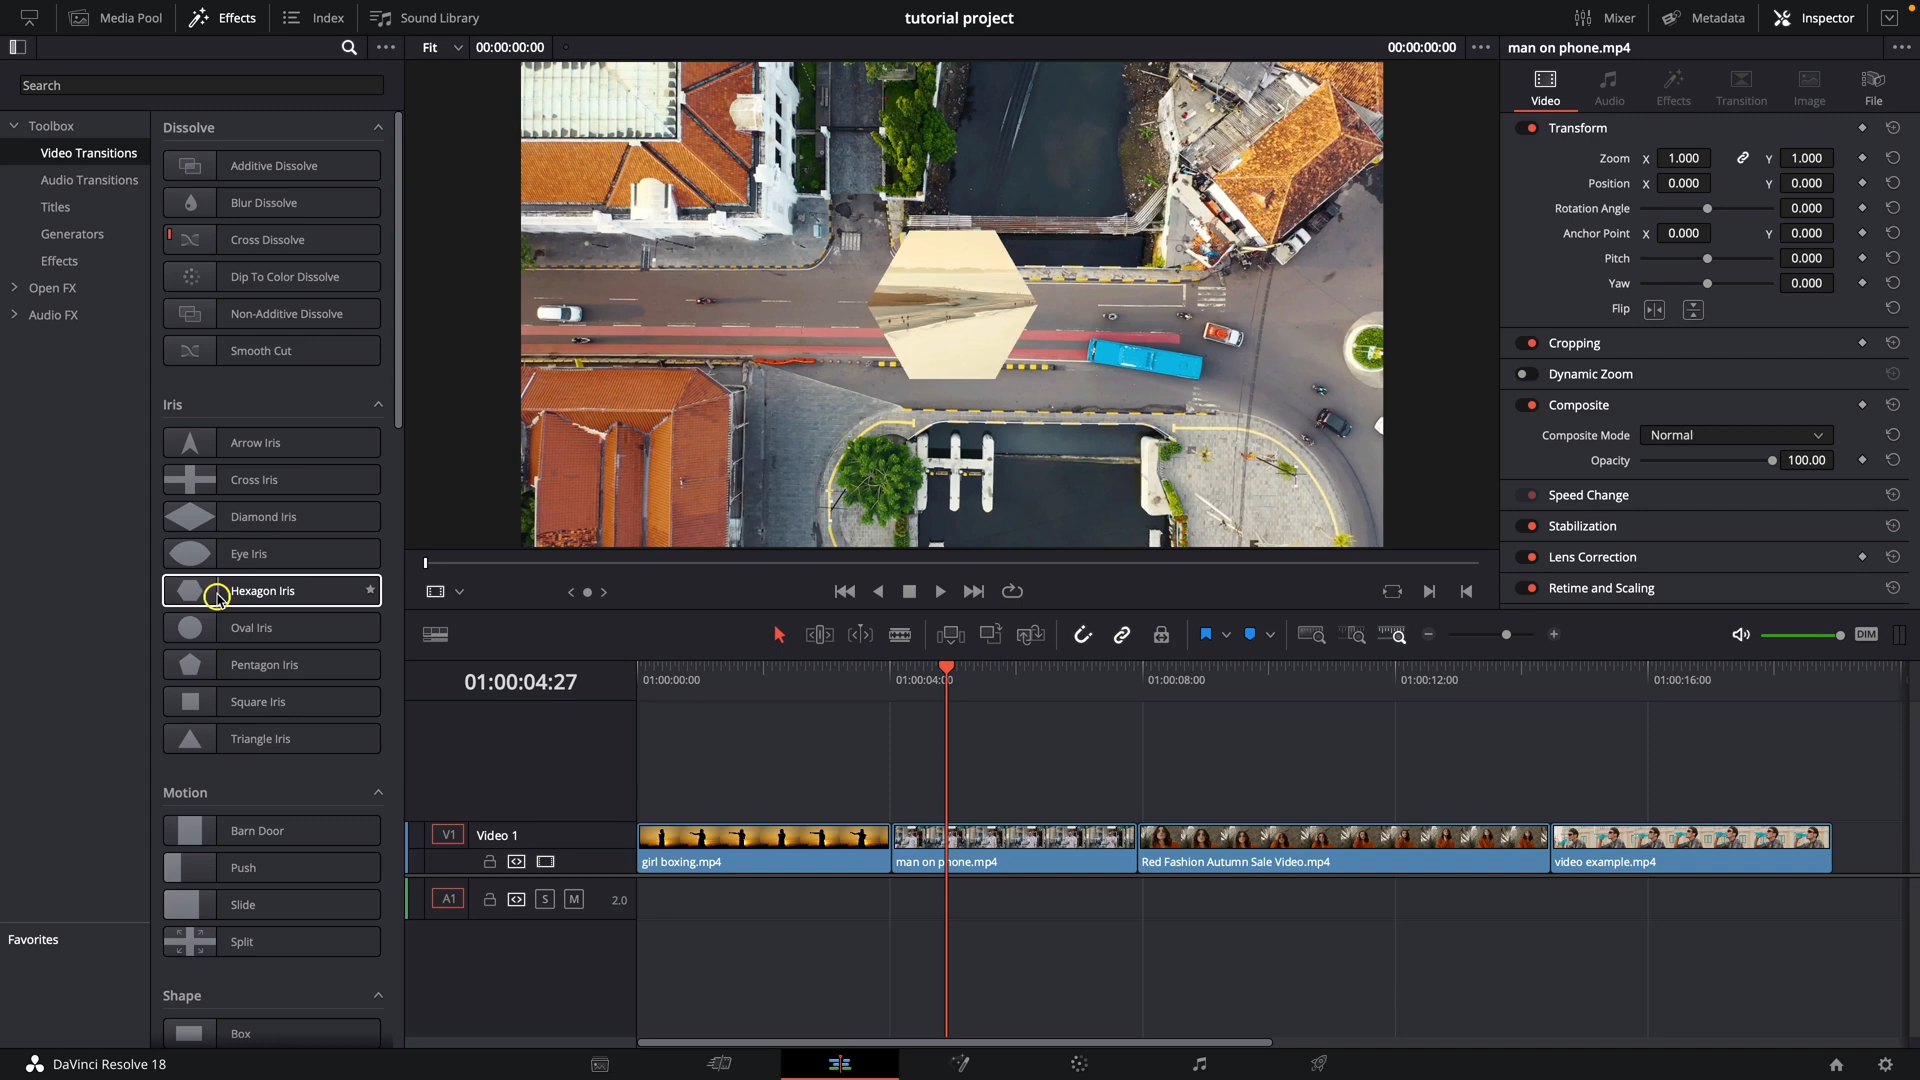 Media Pool Effects Index Sound Library tutorial project Mixer Metadata Inspector
Fit 00:00:00:00 00:00:00:00 man on phone.mp4
Search
Video Audio Effects Transition Image File
Toolbox
Video Transitions
Audio Transitions
Titles
Generators
Effects
Open FX
Audio FX
Favorites
Dissolve
Additive Dissolve
Blur Dissolve
Cross Dissolve
Dip To Color Dissolve
Non-Additive Dissolve
Smooth Cut
Iris
Arrow Iris
Cross Iris
Diamond Iris
Eye Iris
Hexagon Iris
Oval Iris
Pentagon Iris
Square Iris
Triangle Iris
Motion
Barn Door
Push
Slide
Split
Shape
Box
Transform
Zoom X 1.000 Y 1.000
Position X 0.000 Y 0.000
Rotation Angle 0.000
Anchor Point X 0.000 Y 0.000
Pitch 0.000
Yaw 0.000
Flip
Cropping
Dynamic Zoom
Composite
Composite Mode Normal
Opacity 100.00
Speed Change
Stabilization
Lens Correction
Retime and Scaling
DIM
01:00:04:27 01:00:00:00 01:00:04:00 01:00:08:00 01:00:12:00 01:00:16:00
V1 Video 1
girl boxing.mp4 man on phone.mp4 Red Fashion Autumn Sale Video.mp4 video example.mp4
A1 S M 2.0
DaVinci Resolve 18